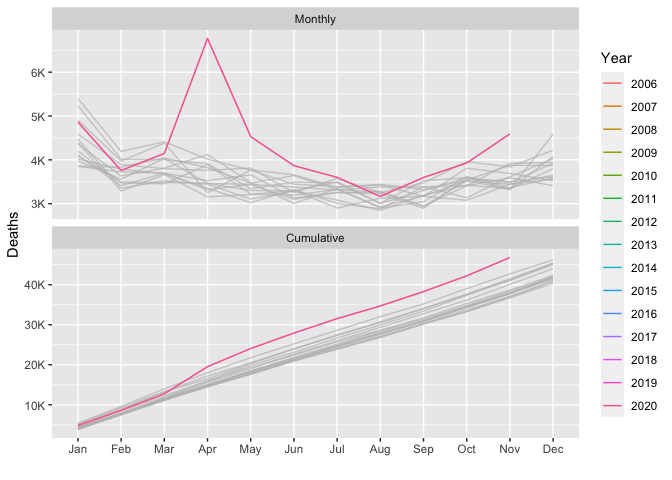 Monthly
6K
5K
4K
3K
Deaths
Cumulative
40K
30K
20K
10K
Jan Feb Mar Apr May Jun Jul Aug Sep Oct Nov Dec
Year
2006
2007
2008
2009
2010
2011
2012
2013
2014
2015
2016
2017
2018
2019
2020